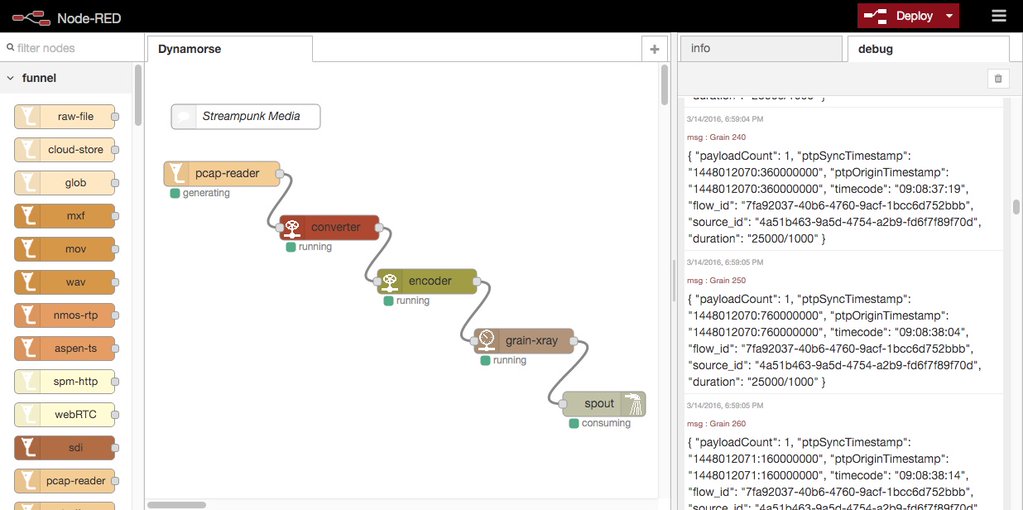 Node-RED
Deploy
filter nodes
Dynamorse
+
info
debug
funnel
raw-file
cloud-store
glob
mxf
mov
wav
nmos-rtp
aspen-ts
spm-http
webRTC
sdi
pcap-reader
Streampunk Media
pcap-reader
generating
converter
running
encoder
running
grain-xray
running
spout
consuming
3/14/2016, 6:59:04 PM
msg : Grain 240
{ "payloadCount": 1, "ptpSyncTimestamp":
"1448012070:360000000", "ptpOriginTimestamp":
"1448012070:360000000", "timecode": "09:08:37:19",
"flow_id": "7fa92037-40b6-4760-9acf-1bcc6d752bbb",
"source_id": "4a51b463-9a5d-4754-a2b9-fd6f7f89f70d",
"duration": "25000/1000" }
3/14/2016, 6:59:05 PM
msg : Grain 250
{ "payloadCount": 1, "ptpSyncTimestamp":
"1448012070:760000000", "ptpOriginTimestamp":
"1448012070:760000000", "timecode": "09:08:38:04",
"flow_id": "7fa92037-40b6-4760-9acf-1bcc6d752bbb",
"source_id": "4a51b463-9a5d-4754-a2b9-fd6f7f89f70d",
"duration": "25000/1000" }
3/14/2016, 6:59:05 PM
msg : Grain 260
{ "payloadCount": 1, "ptpSyncTimestamp":
"1448012071:160000000", "ptpOriginTimestamp":
"1448012071:160000000", "timecode": "09:08:38:14",
"flow_id": "7fa92037-40b6-4760-9acf-1bcc6d752bbb",
"source_id": "4a51b463-9a5d-4754-a2b9-fd6f7f89f70d",